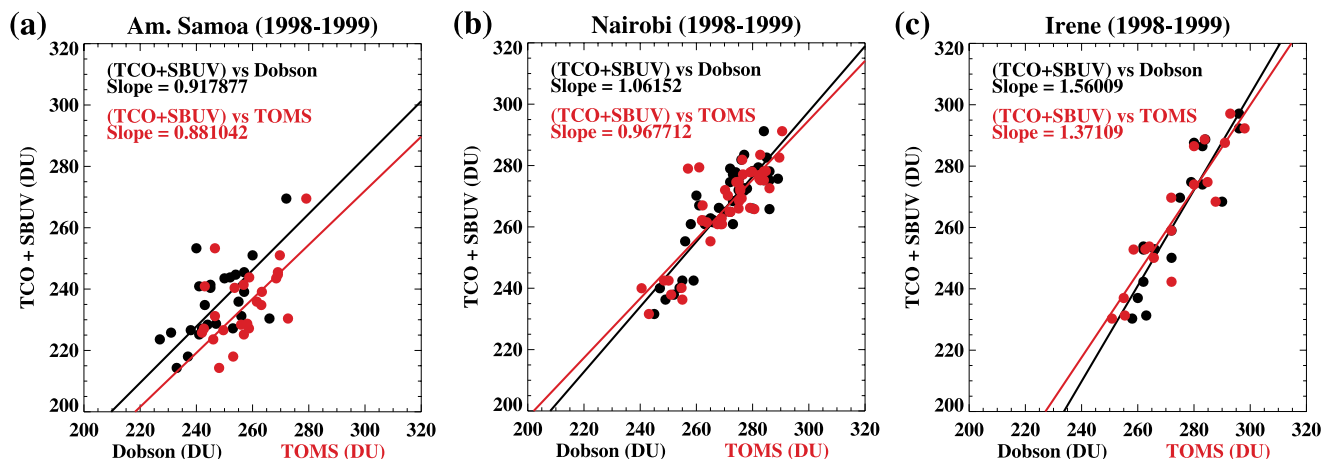 (a) Am. Samoa (1998-1999)
320
300
280
260
240
220
200
TCO + SBUV (DU)
(TCO+SBUV) vs Dobson
Slope = 0.917877
(TCO+SBUV) vs TOMS
Slope = 0.881042
200 220 240 260 280 300 320
Dobson (DU) TOMS (DU)
(b) Nairobi (1998-1999)
320
300
280
260
240
220
200
TCO + SBUV (DU)
(TCO+SBUV) vs Dobson
Slope = 1.06152
(TCO+SBUV) vs TOMS
Slope = 0.967712
200 220 240 260 280 300 320
Dobson (DU) TOMS (DU)
(c) Irene (1998-1999)
320
300
280
260
240
220
200
TCO + SBUV (DU)
(TCO+SBUV) vs Dobson
Slope = 1.56009
(TCO+SBUV) vs TOMS
Slope = 1.37109
200 220 240 260 280 300 320
Dobson (DU) TOMS (DU)